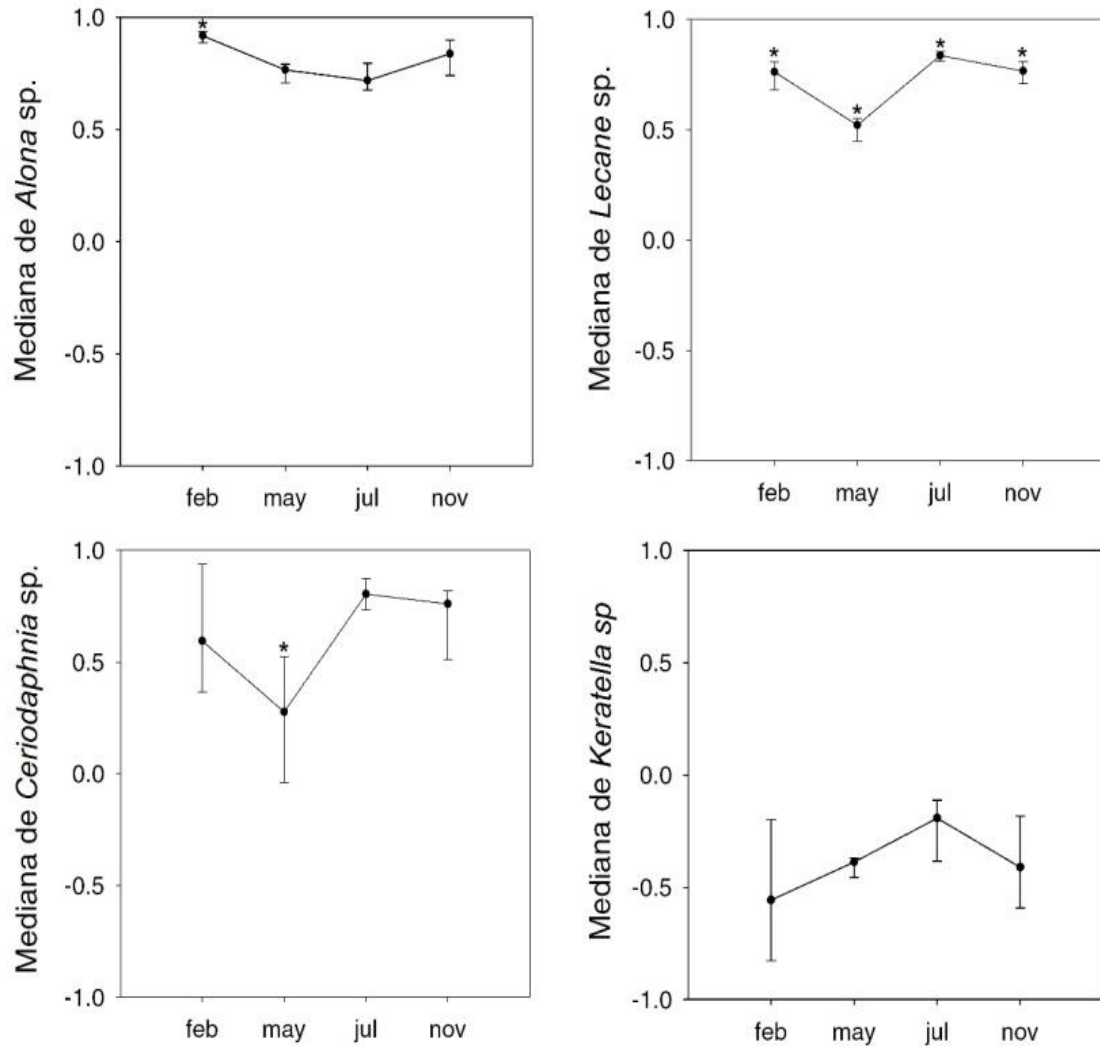 Mediana de Alona sp.
1.0
0.5
0.0
-0.5
-1.0
*
feb may jul nov
Mediana de Lecane sp.
1.0
0.5
0.0
-0.5
-1.0
* * * *
feb may jul nov
Mediana de Ceriodaphnia sp.
1.0
0.5
0.0
-0.5
-1.0
*
feb may jul nov
Mediana de Keratella sp
1.0
0.5
0.0
-0.5
-1.0
feb may jul nov